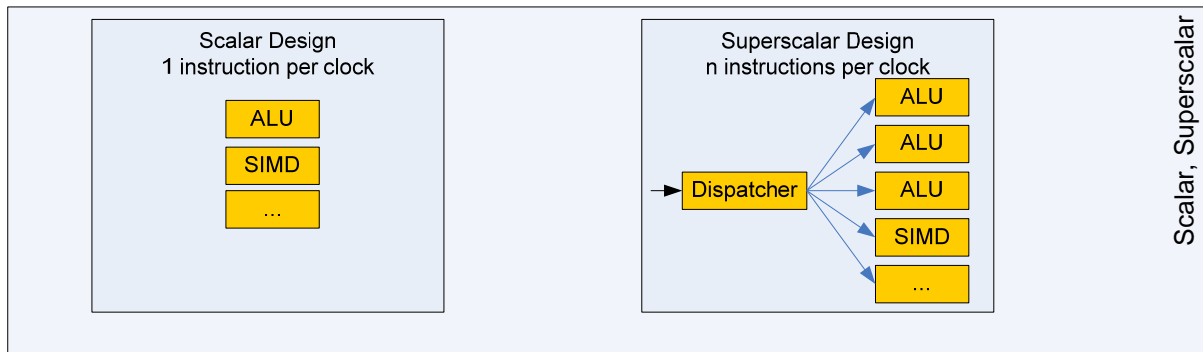 Scalar Design
1 instruction per clock
ALU
SIMD
...
Superscalar Design
n instructions per clock
Dispatcher
ALU
ALU
ALU
SIMD
...
Scalar, Superscalar